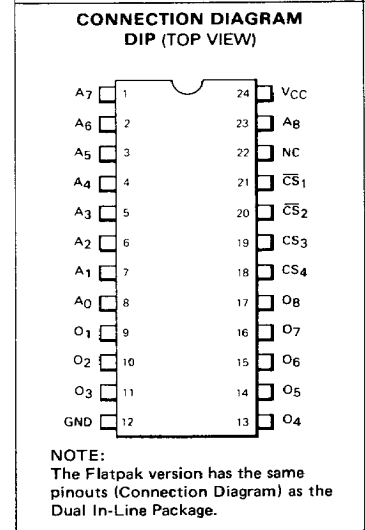 CONNECTION DIAGRAM
DIP (TOP VIEW)
A7 1 24 VCC
A6 2 23 A8
A5 3 22 NC
A4 4 21 C̅S̅1
A3 5 20 C̅S̅2
A2 6 19 CS3
A1 7 18 CS4
A0 8 17 O8
O1 9 16 O7
O2 10 15 O6
O3 11 14 O5
GND 12 13 O4
NOTE:
The Flatpak version has the same
pinouts (Connection Diagram) as the
Dual In-Line Package.